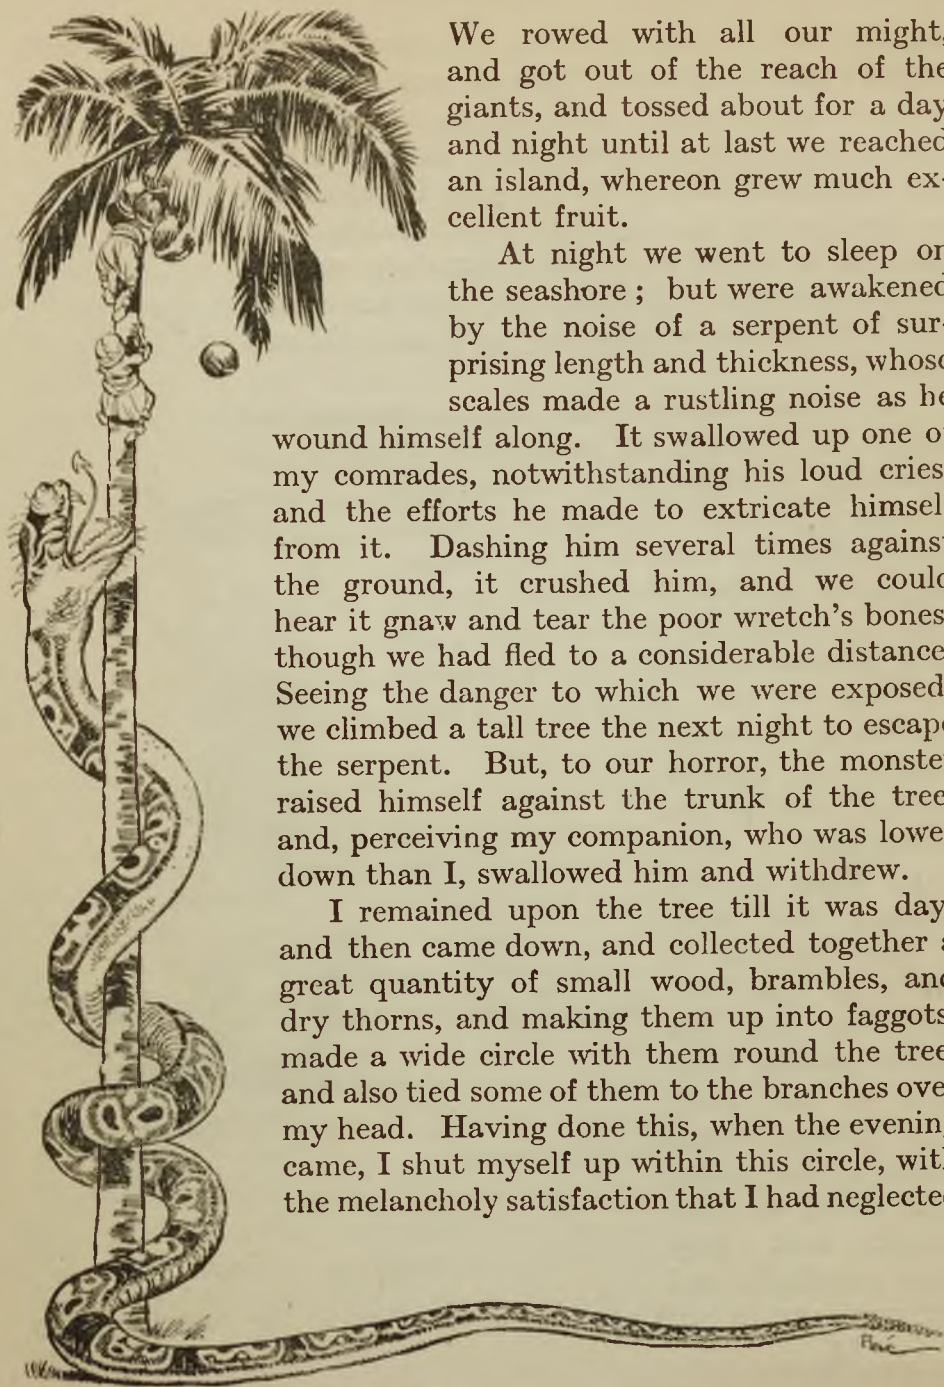 We rowed with all our might,
and got out of the reach of the
giants, and tossed about for a day
and night until at last we reached
an island, whereon grew much ex-
cellent fruit.
At night we went to sleep on
the seashore ; but were awakened
by the noise of a serpent of sur-
prising length and thickness, whose
scales made a rustling noise as he
wound himself along. It swallowed up one of
my comrades, notwithstanding his loud cries
and the efforts he made to extricate himself
from it. Dashing him several times against
the ground, it crushed him, and we could
hear it gnaw and tear the poor wretch's bones
though we had fled to a considerable distance
Seeing the danger to which we were exposed
we climbed a tall tree the next night to escape
the serpent. But, to our horror, the monste
raised himself against the trunk of the tree
and, perceiving my companion, who was lowe
down than I, swallowed him and withdrew.
I remained upon the tree till it was day
and then came down, and collected together a
great quantity of small wood, brambles, and
dry thorns, and making them up into faggots
made a wide circle with them round the tree
and also tied some of them to the branches ove
my head. Having done this, when the evenin
came, I shut myself up within this circle, with
the melancholy satisfaction that I had neglected